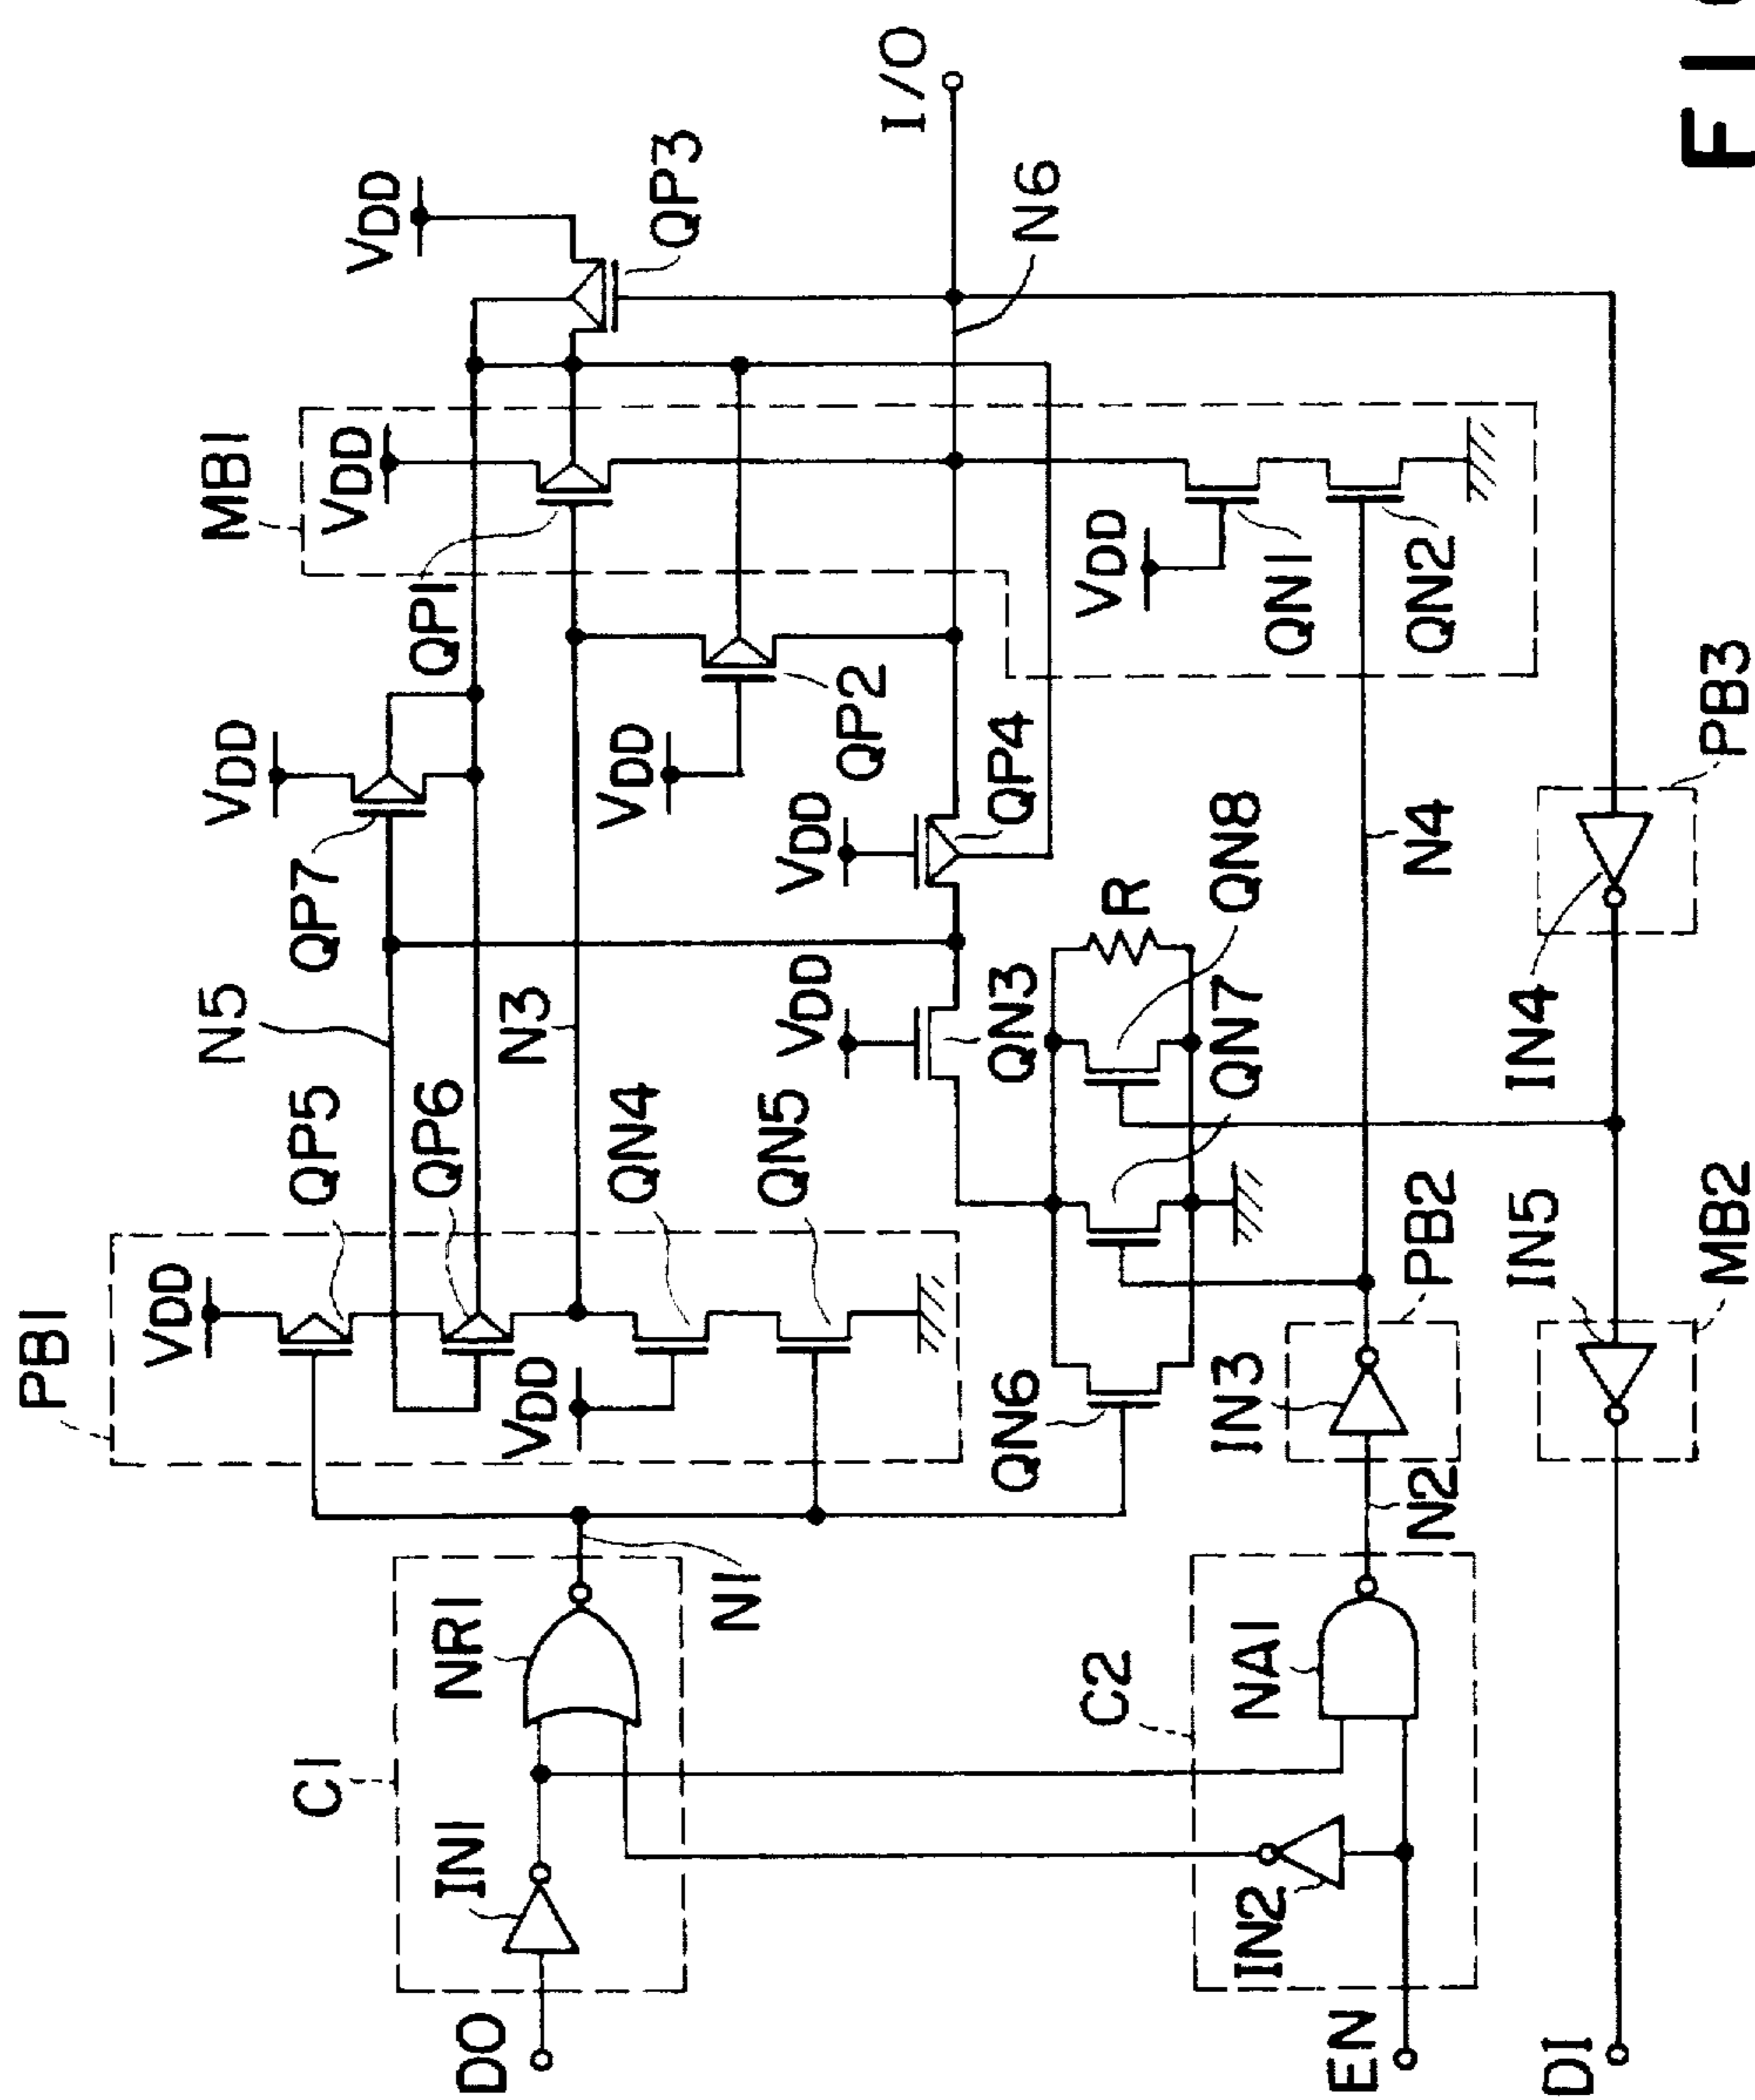 FI
I/O
VDD
QP3
N6
MB1
VDD
QP1
VDD
QN1
QN2
VDD
QP7
VDD
QP2
VDD
QP4
PB3
N5
N3
VDD
QN3
R
QN8
QN7
N4
IN4
PB1
VDD
QP5
QP6
QN4
QN5
VDD
QN6
IN3
PB2
N2
IN5
MB2
C1
NR1
N1
IN1
DO
C2
NA1
IN2
EN
DI